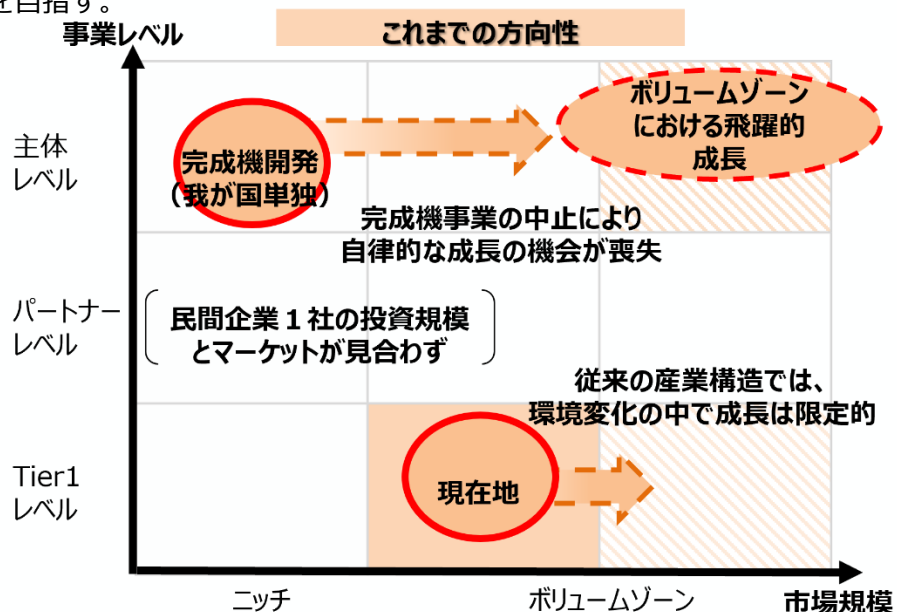 を目指す。
事業レベル
これまでの方向性
主体
レベル
完成機開発
（我が国単独）
ボリュームゾーン
における飛躍的
成長
完成機事業の中止により
自律的な成長の機会が喪失
パートナー
レベル
民間企業１社の投資規模
とマーケットが見合わず
従来の産業構造では、
環境変化の中で成長は限定的
Tier1
レベル
現在地
ニッチ
ボリュームゾーン
市場規模